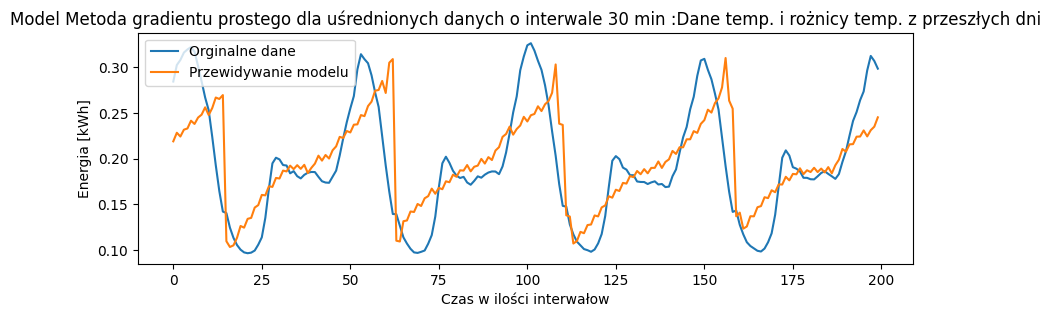 Model Metoda gradientu prostego dla uśrednionych danych o interwale 30 min :Dane temp. i rożnicy temp. z przeszłych dni
Orginalne dane
Przewidywanie modelu
Energia [kWh]
0.30
0.25
0.20
0.15
0.10
0 25 50 75 100 125 150 175 200
Czas w ilości interwałow